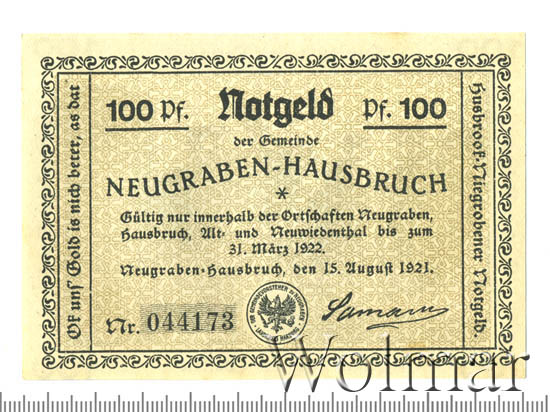 100 Pf. Notgeld Pf. 100
der Gemeinde
NEUGRABEN-HAUSBRUCH
*
Gültig nur innerhalb der Ortschaften Neugraben,
Hausbruch, Alt- und Neuwiedenthal bis zum
31. März 1922.
Neugraben-Hausbruch, den 15. August 1921.
Nr. 044173
Ok uns' Gold is nich beter, as dat
Husbrook-Niegrobener Notgeld.
Wolmar